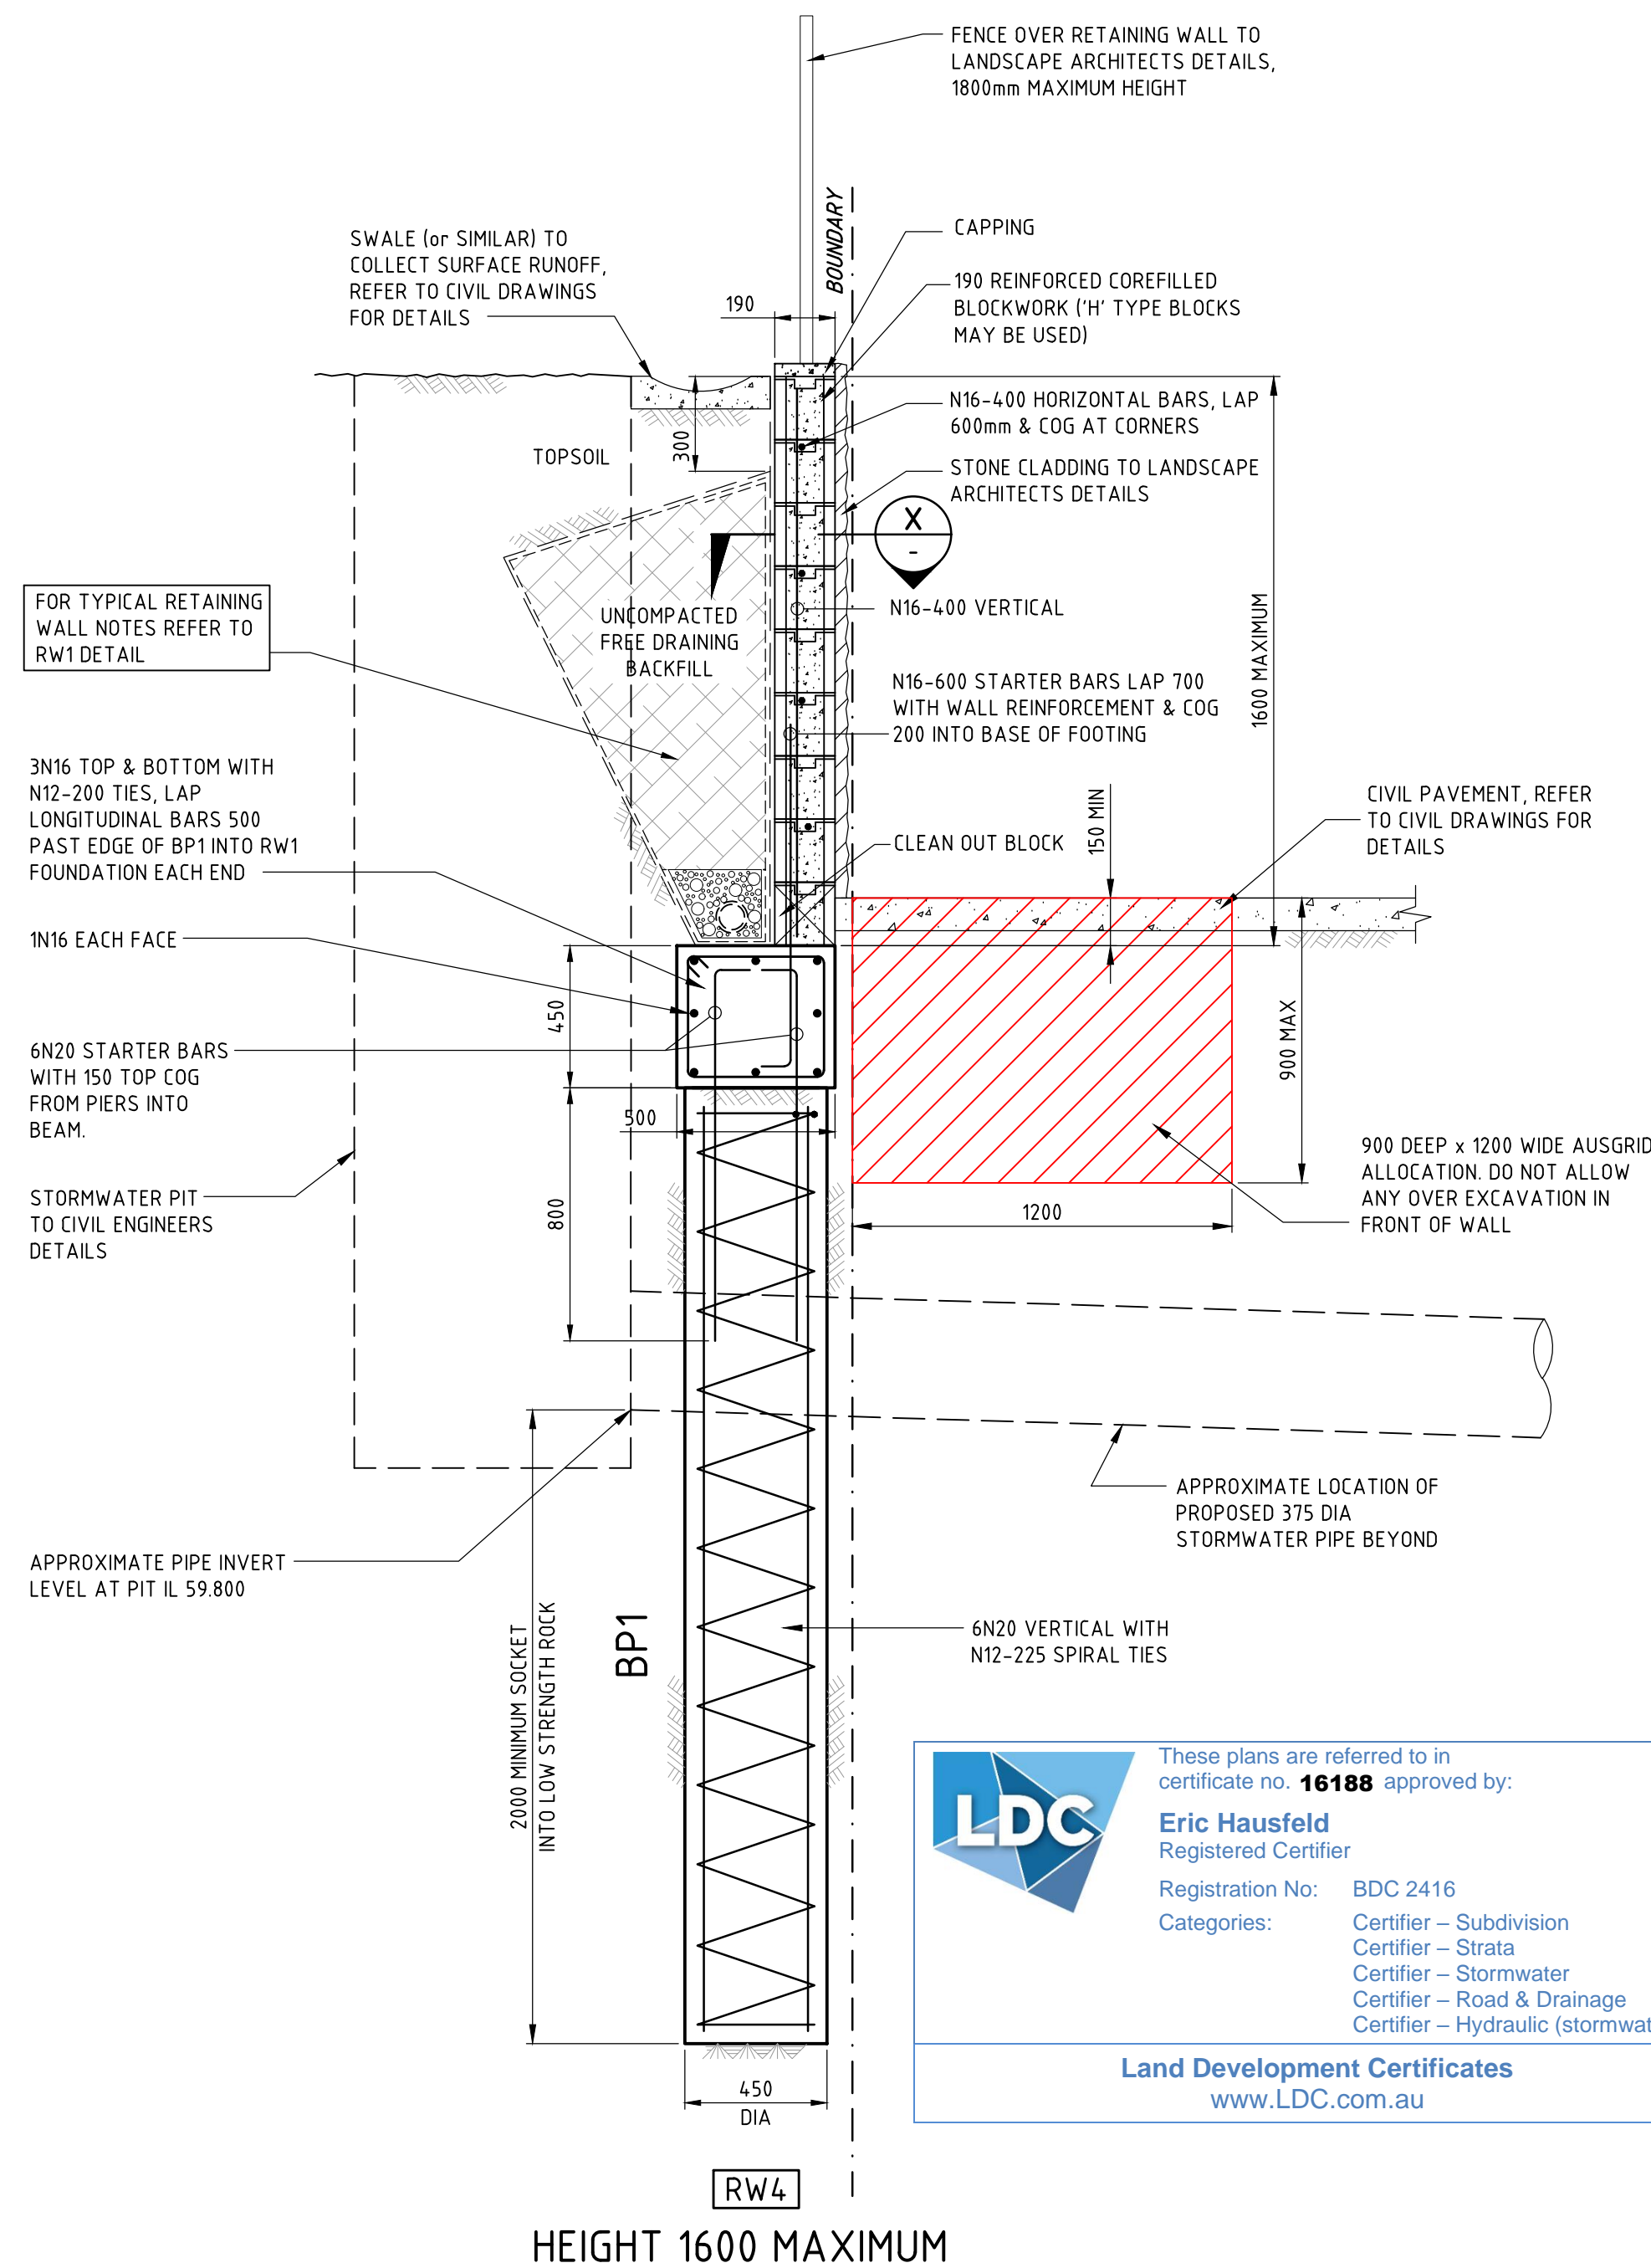 FENCE OVER RETAINING WALL TO
LANDSCAPE ARCHITECTS DETAILS,
1800mm MAXIMUM HEIGHT
BOUNDARY
SWALE (or SIMILAR) TO
COLLECT SURFACE RUNOFF,
REFER TO CIVIL DRAWINGS
FOR DETAILS
190
CAPPING
190 REINFORCED COREFILLED
BLOCKWORK ('H' TYPE BLOCKS
MAY BE USED)
N16-400 HORIZONTAL BARS, LAP
600mm & COG AT CORNERS
300
TOPSOIL
STONE CLADDING TO LANDSCAPE
ARCHITECTS DETAILS
X
-
FOR TYPICAL RETAINING
WALL NOTES REFER TO
RW1 DETAIL
UNCOMPACTED
FREE DRAINING
BACKFILL
N16-400 VERTICAL
1600 MAXIMUM
N16-600 STARTER BARS LAP 700
WITH WALL REINFORCEMENT & COG
200 INTO BASE OF FOOTING
3N16 TOP & BOTTOM WITH
N12-200 TIES, LAP
LONGITUDINAL BARS 500
PAST EDGE OF BP1 INTO RW1
FOUNDATION EACH END
CLEAN OUT BLOCK
150 MIN
CIVIL PAVEMENT, REFER
TO CIVIL DRAWINGS FOR
DETAILS
1N16 EACH FACE
450
900 MAX
6N20 STARTER BARS
WITH 150 TOP COG
FROM PIERS INTO
BEAM.
500
900 DEEP x 1200 WIDE AUSGRID
ALLOCATION. DO NOT ALLOW
ANY OVER EXCAVATION IN
FRONT OF WALL
STORMWATER PIT
TO CIVIL ENGINEERS
DETAILS
800
1200
APPROXIMATE LOCATION OF
PROPOSED 375 DIA
STORMWATER PIPE BEYOND
APPROXIMATE PIPE INVERT
LEVEL AT PIT IL 59.800
2000 MINIMUM SOCKET
INTO LOW STRENGTH ROCK
BP1
6N20 VERTICAL WITH
N12-225 SPIRAL TIES
LDC
These plans are referred to in
certificate no. 16188 approved by:
Eric Hausfeld
Registered Certifier
Registration No: BDC 2416
Categories: Certifier – Subdivision
Certifier – Strata
Certifier – Stormwater
Certifier – Road & Drainage
Certifier – Hydraulic (stormwat
Land Development Certificates
www.LDC.com.au
450
DIA
RW4
HEIGHT 1600 MAXIMUM